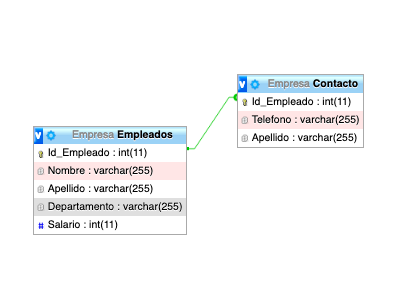 Empresa Contacto
Id_Empleado : int(11)
Telefono : varchar(255)
Apellido : varchar(255)
Empresa Empleados
Id_Empleado : int(11)
Nombre : varchar(255)
Apellido : varchar(255)
Departamento : varchar(255)
# Salario : int(11)